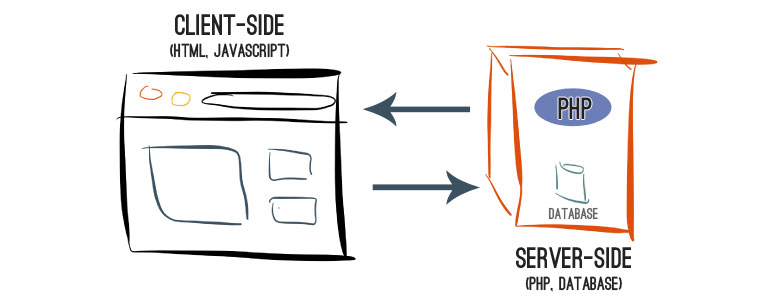 CLIENT-SIDE
(HTML, JAVASCRIPT)
PHP
DATABASE
SERVER-SIDE
(PHP, DATABASE)